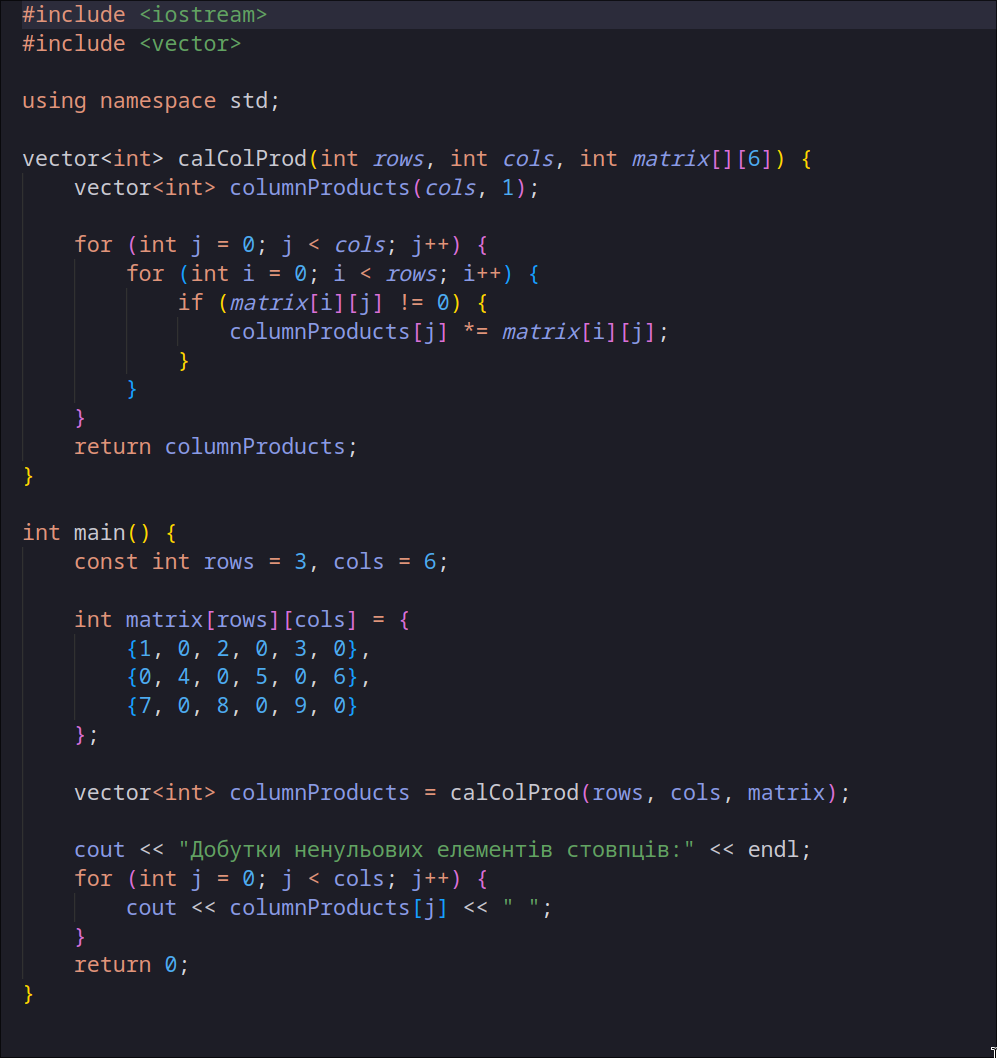 #include <iostream>
#include <vector>
using namespace std;
vector<int> calColProd(int rows, int cols, int matrix[][6]) {
vector<int> columnProducts(cols, 1);
for (int j = 0; j < cols; j++) {
for (int i = 0; i < rows; i++) {
if (matrix[i][j] != 0) {
columnProducts[j] *= matrix[i][j];
}
}
}
return columnProducts;
}
int main() {
const int rows = 3, cols = 6;
int matrix[rows][cols] = {
{1, 0, 2, 0, 3, 0},
{0, 4, 0, 5, 0, 6},
{7, 0, 8, 0, 9, 0}
};
vector<int> columnProducts = calColProd(rows, cols, matrix);
cout << "Добутки ненульових елементів стовпців:" << endl;
for (int j = 0; j < cols; j++) {
cout << columnProducts[j] << " ";
}
return 0;
}